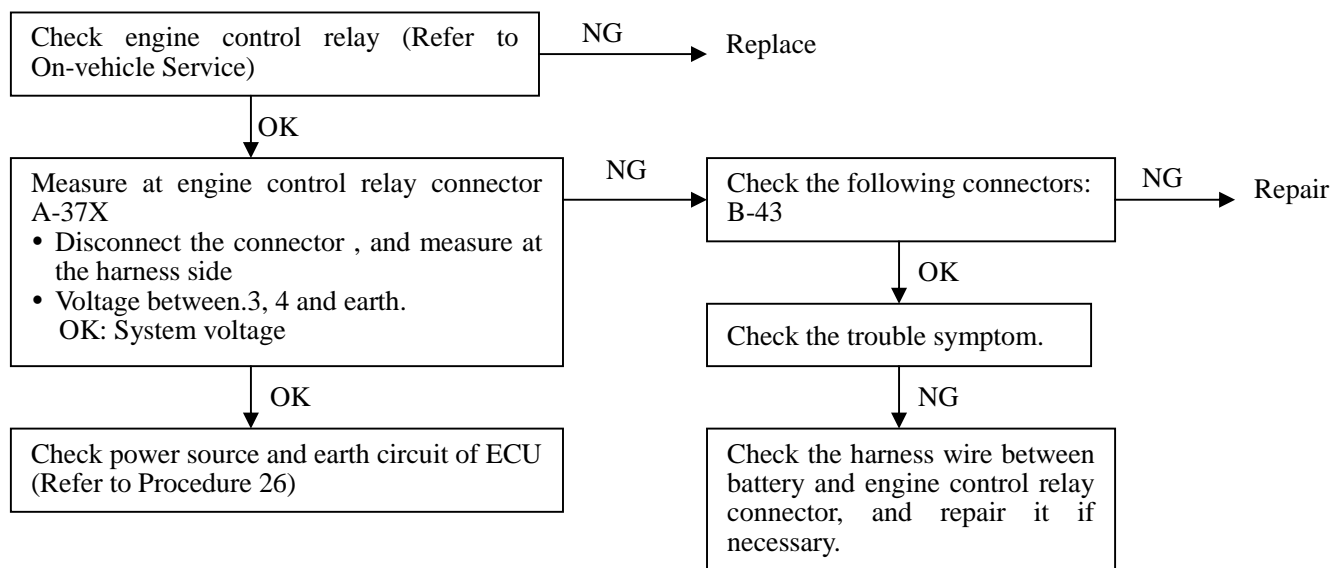 Check engine control relay (Refer to
On-vehicle Service)
NG
Replace
OK
Measure at engine control relay connector
A-37X
• Disconnect the connector , and measure at
the harness side
• Voltage between.3, 4 and earth.
OK: System voltage
NG
Check the following connectors:
B-43
NG
Repair
OK
Check the trouble symptom.
OK
NG
Check power source and earth circuit of ECU
(Refer to Procedure 26)
Check the harness wire between
battery and engine control relay
connector, and repair it if
necessary.